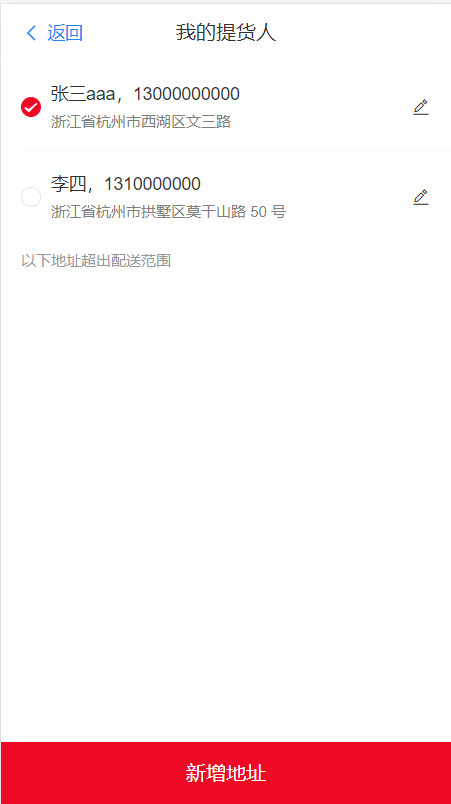 返回
我的提货人
张三aaa，13000000000
浙江省杭州市西湖区文三路
李四，1310000000
浙江省杭州市拱墅区莫干山路 50 号
以下地址超出配送范围
新增地址